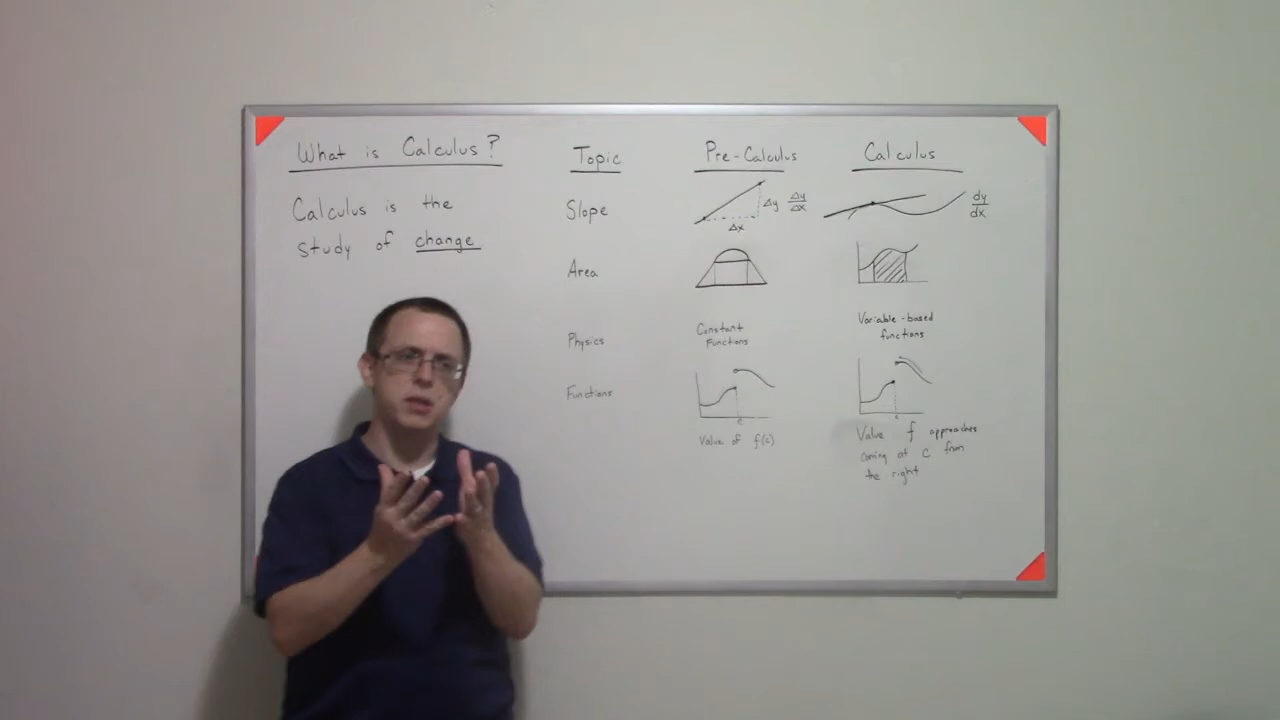 What is Calculus?
Calculus is the
study of change
Topic Pre-Calculus Calculus
Slope Δy Δy/Δx Δx dy/dx
Area
Physics Constant Functions Variable-based functions
Functions c c
Value of f(c)
Value f approaches
coming at c from
the right